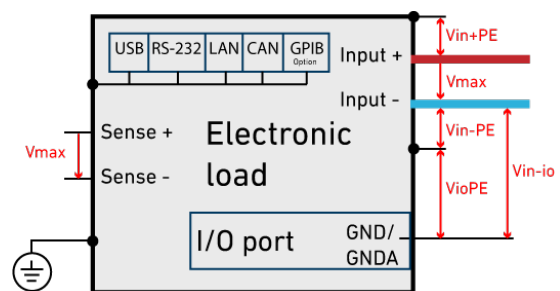 USB RS-232 LAN CAN GPIB
Option
Input +
Input -
Vin+PE
Vmax
Vin-PE
VioPE
Vin-io
Sense +
Vmax
Sense -
Electronic
load
I/O port
GND/
GNDA